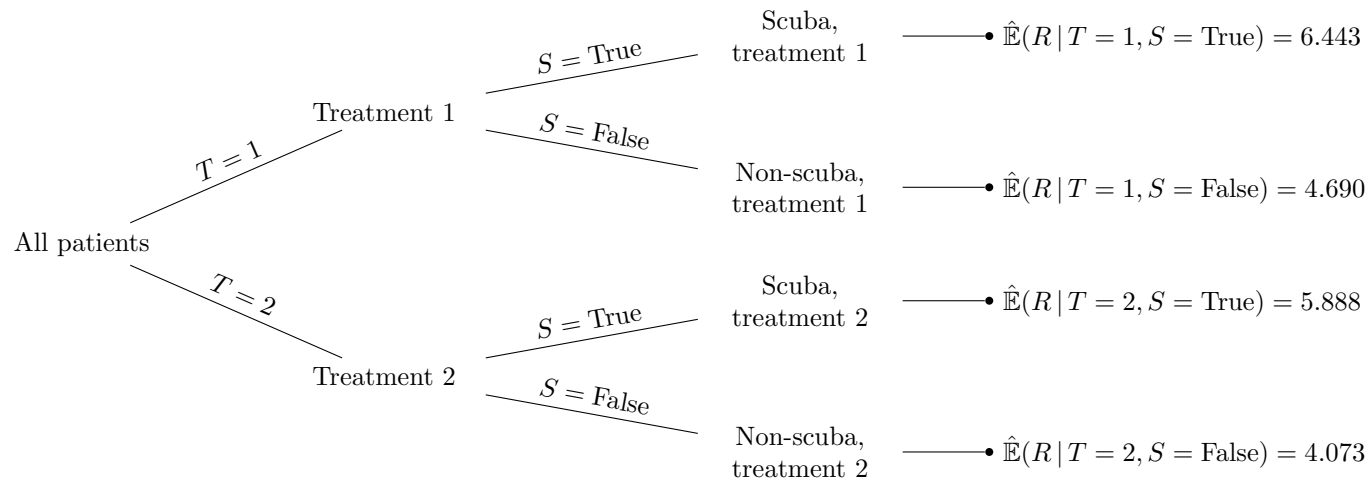 Scuba,
treatment 1
Ê(R | T = 1, S = True) = 6.443
S = True
Treatment 1
S = False
T = 1
Non-scuba,
treatment 1
𝔼̂(R | T = 1, S = False) = 4.690
All patients
T = 2
Scuba,
treatment 2
𝔼̂(R | T = 2, S = True) = 5.888
S = True
Treatment 2
S = False
Non-scuba,
treatment 2
𝔼̂(R | T = 2, S = False) = 4.073